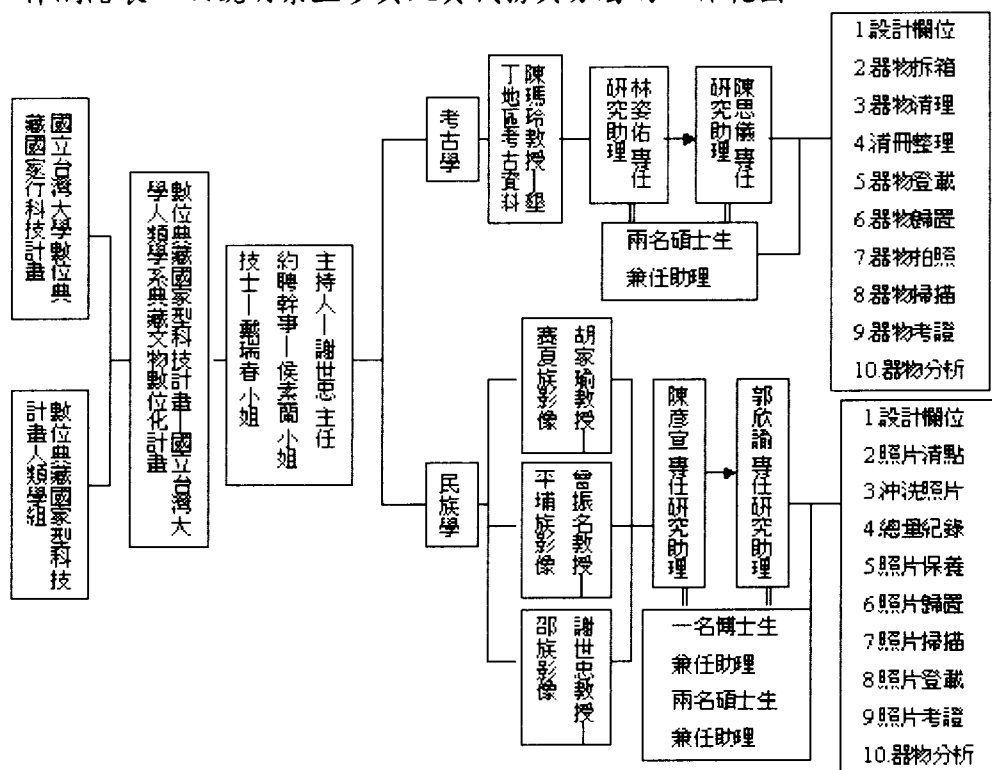 國立台灣大學數位典
藏國家行科技計畫
數位典藏國家型科技
計畫人類學組
數位典藏國家型科技計畫—國立台灣大
學人類學系典藏文物數位化計畫
主持人—謝世忠 主任
約聘幹事—侯素蘭 小姐
技士—戴瑞春 小姐
考古學
陳瑪玲教授—墾
丁地區考古資料
林姿佑 專任
研究助理
陳思儀 專任
研究助理
兩名碩士生
兼任助理
1.設計欄位
2.器物拆箱
3.器物清理
4.清冊整理
5.器物登載
6.器物歸置
7.器物拍照
8.器物掃描
9.器物考證
10.器物分析
民族學
胡家瑜教授—
賽夏族影像
曾振名教授—
平埔族影像
謝世忠教授—
邵族影像
陳彥宣 專任研究助理
郭欣諭 專任研究助理
一名博士生
兼任助理
兩名碩士生
兼任助理
1.設計欄位
2.照片清點
3.沖洗照片
4.總量紀錄
5.照片保養
6.照片歸置
7.照片掃描
8.照片登載
9.照片考證
10.器物分析